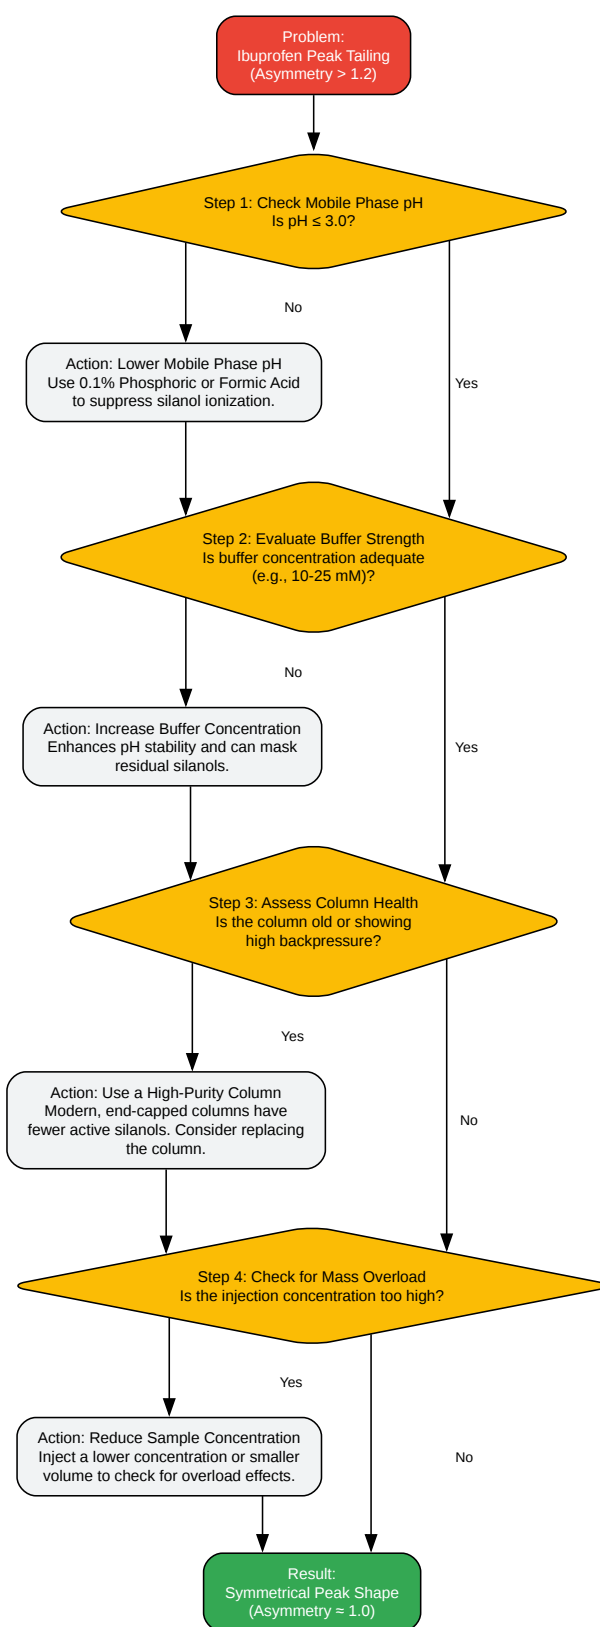 Problem:
Ibuprofen Peak Tailing
(Asymmetry > 1.2)
Step 1: Check Mobile Phase pH
Is pH ≤ 3.0?
No
Action: Lower Mobile Phase pH
Use 0.1% Phosphoric or Formic Acid
to suppress silanol ionization.
Yes
Step 2: Evaluate Buffer Strength
Is buffer concentration adequate
(e.g., 10-25 mM)?
No
Action: Increase Buffer Concentration
Enhances pH stability and can mask
residual silanols.
Yes
Step 3: Assess Column Health
Is the column old or showing
high backpressure?
Yes
Action: Use a High-Purity Column
Modern, end-capped columns have
fewer active silanols. Consider replacing
the column.
No
Step 4: Check for Mass Overload
Is the injection concentration too high?
Yes
Action: Reduce Sample Concentration
Inject a lower concentration or smaller
volume to check for overload effects.
No
Result:
Symmetrical Peak Shape
(Asymmetry ≈ 1.0)